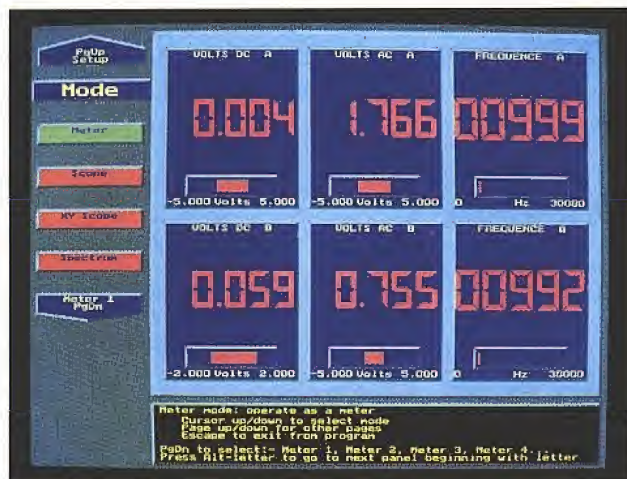 PgUp
Setup
Mode
Meter
Scope
XY Scope
Spectrum
Meter 1
PgDn
VOLTS DC A
0.004
-5.000 Volts 5.000
VOLTS AC A
1.766
-5.000 Volts 5.000
FREQUENCE A
00999
0 Hz 30000
VOLTS DC B
0.059
-2.000 Volts 2.000
VOLTS AC B
0.755
-5.000 Volts 5.000
FREQUENCE B
00992
0 Hz 30000
Meter mode: operate as a meter
Cursor up/down to select mode
Page up/down for other pages
Escape to exit from program
PgDn to select:- Meter 1, Meter 2, Meter 3, Meter 4.
Press Alt-letter to go to next panel beginning with letter